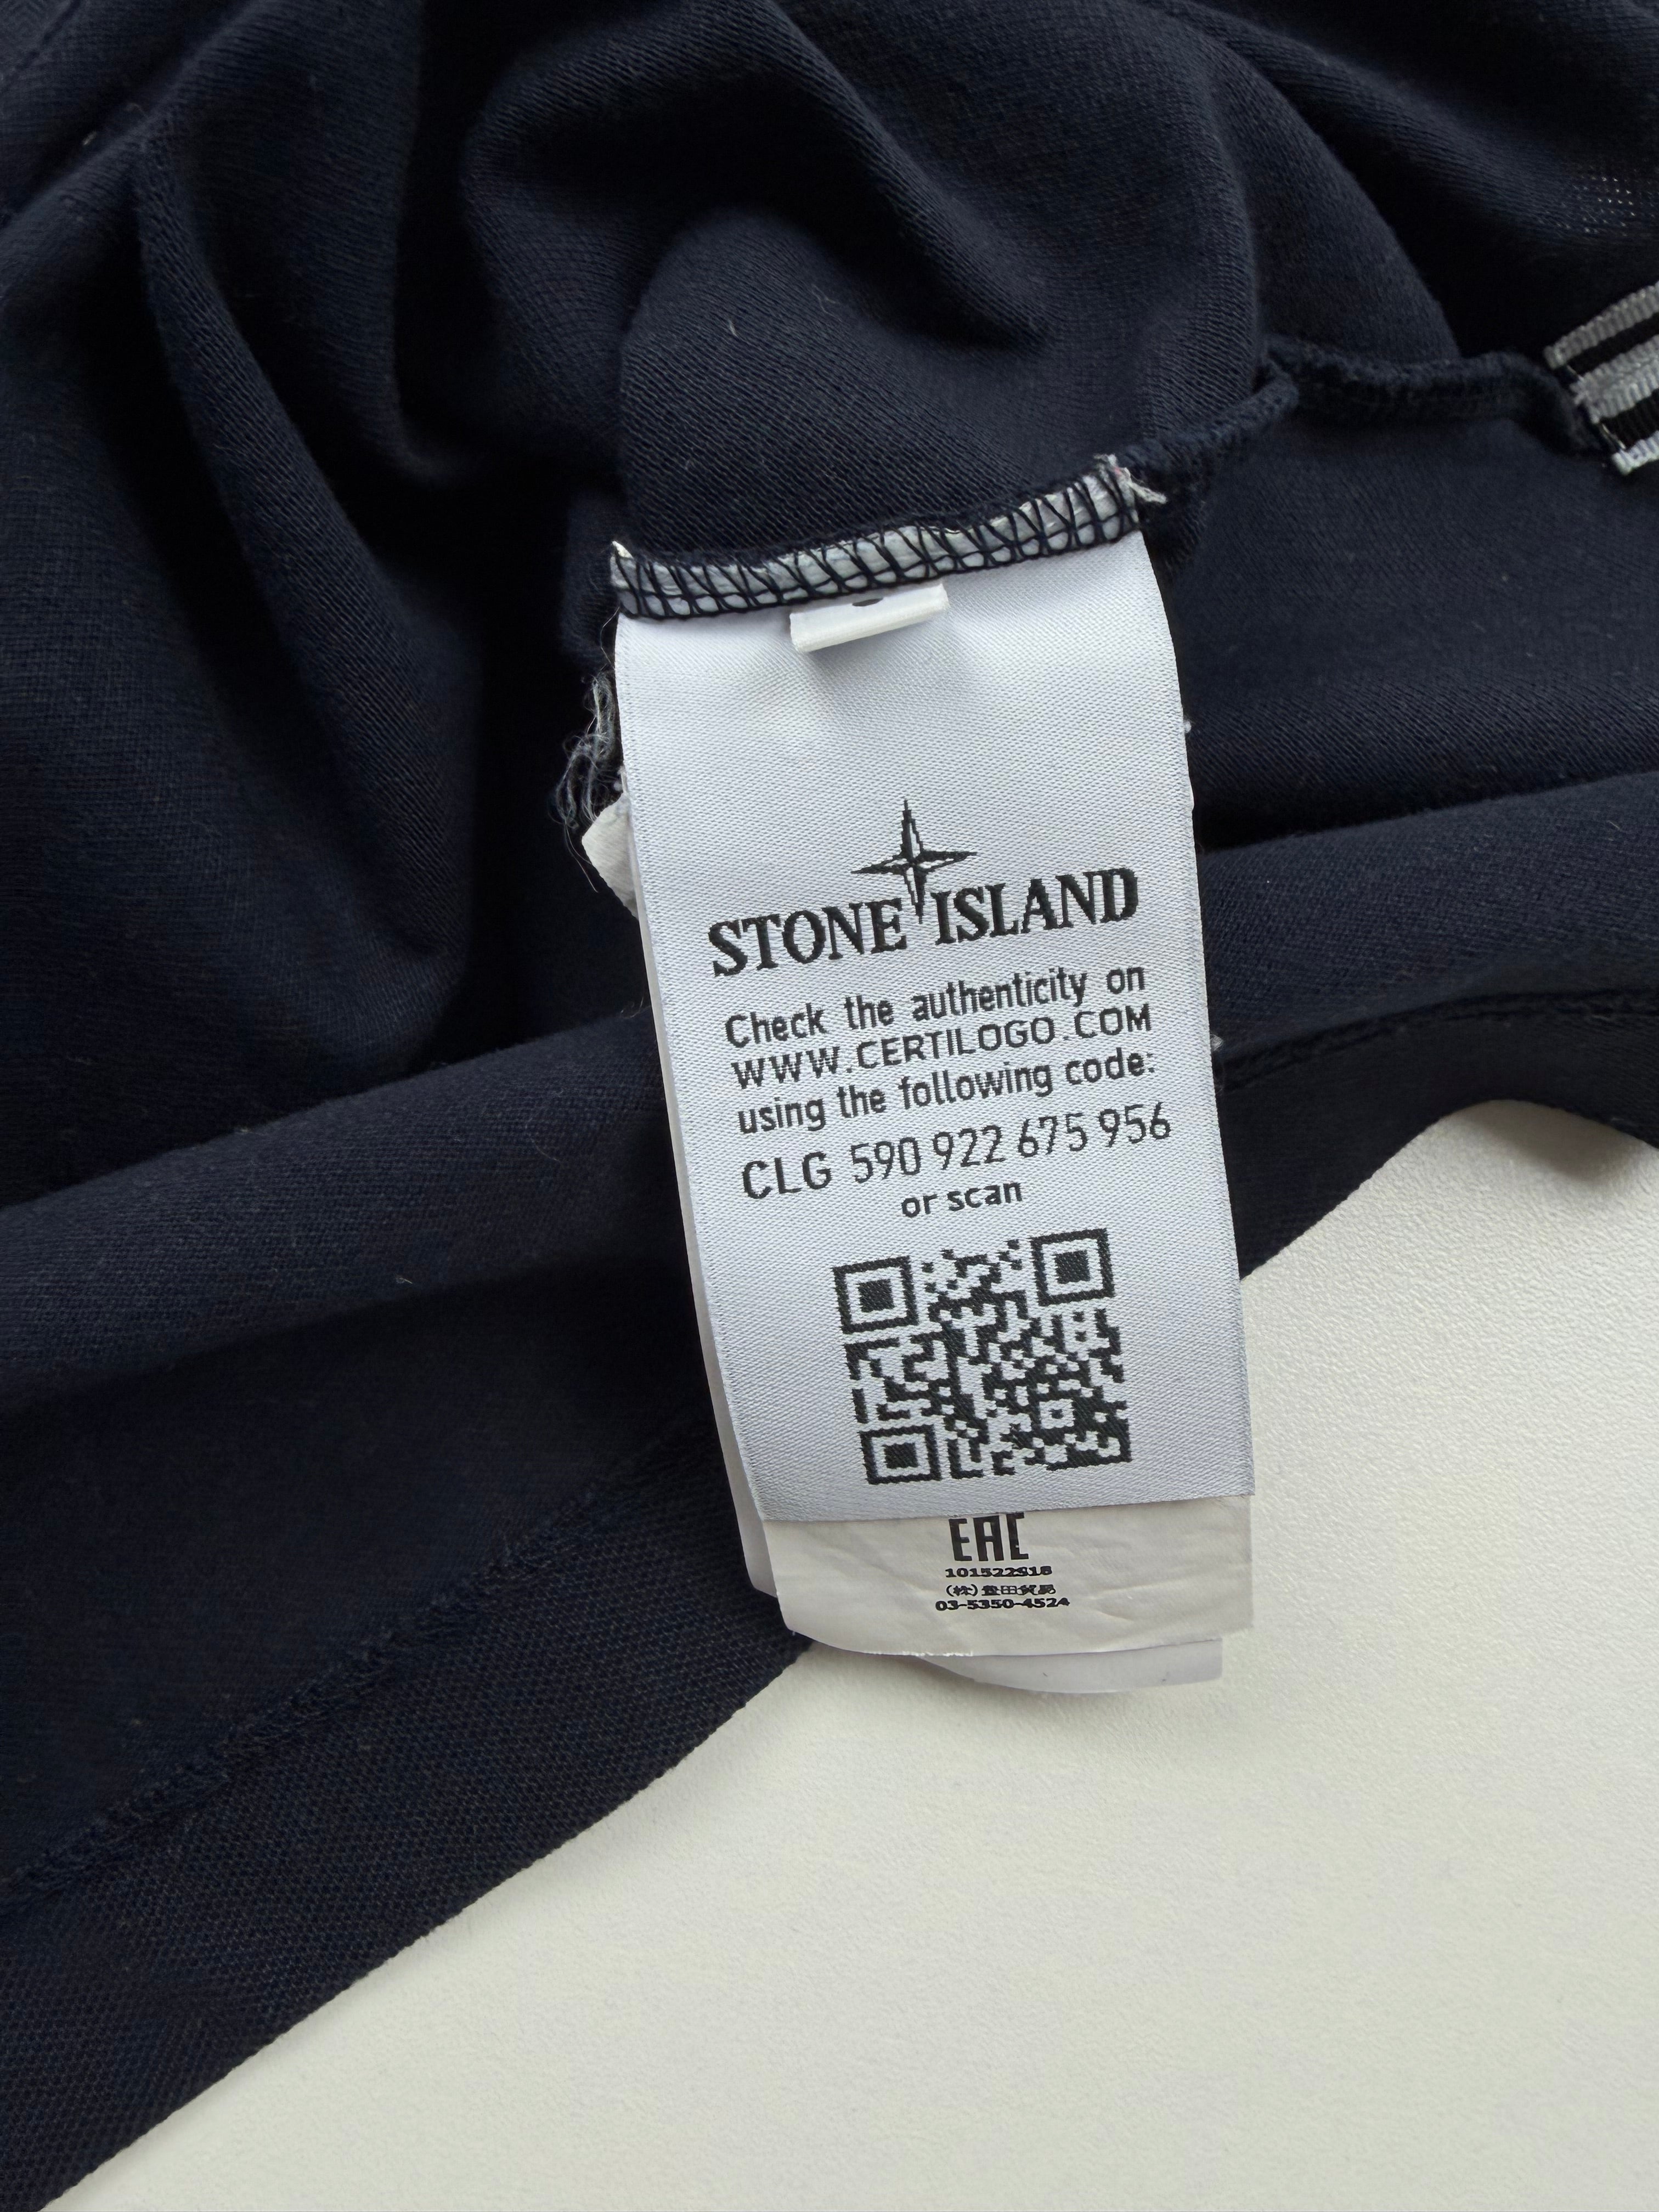 STONE ISLAND
Check the authenticity on
WWW.CERTILOGO.COM
using the following code:
CLG 590 922 675 956
or scan
EAC
101522918
(株)豊田貿易
03-5350-4524